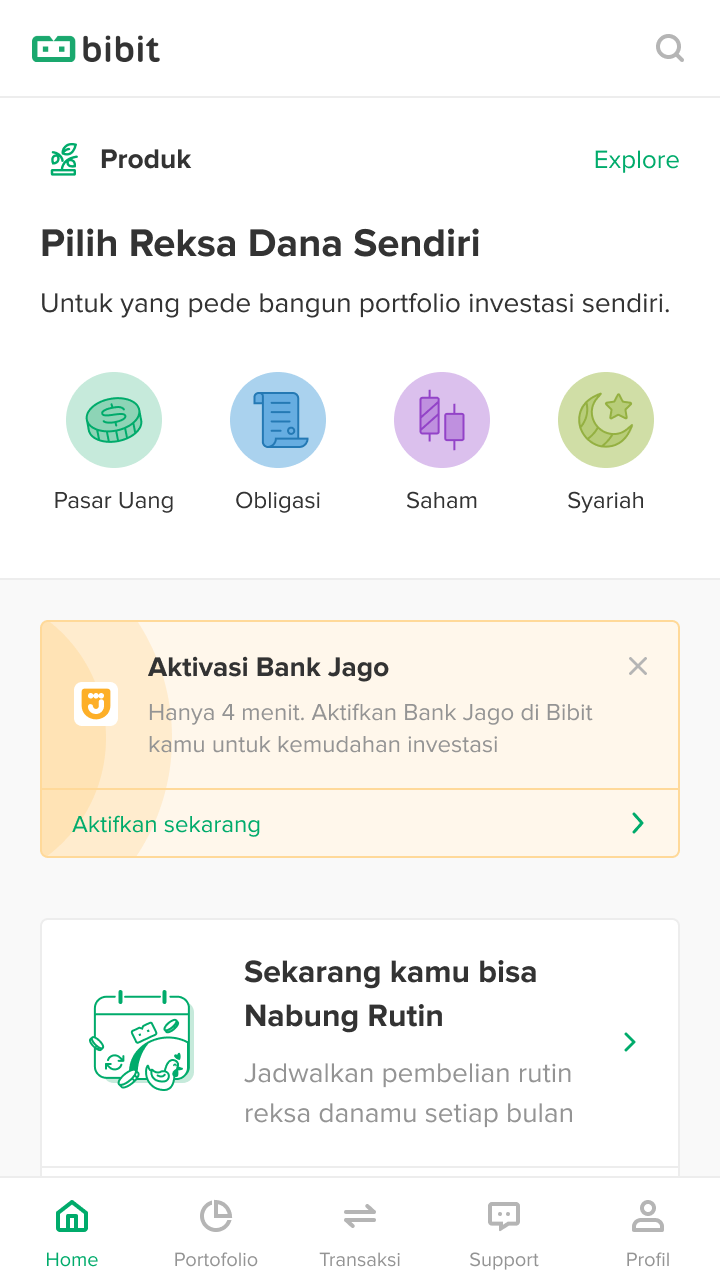 bibit
Produk
Explore
Pilih Reksa Dana Sendiri
Untuk yang pede bangun portfolio investasi sendiri.
Pasar Uang
Obligasi
Saham
Syariah
Aktivasi Bank Jago
Hanya 4 menit. Aktifkan Bank Jago di Bibit
kamu untuk kemudahan investasi
Aktifkan sekarang
Sekarang kamu bisa
Nabung Rutin
Jadwalkan pembelian rutin
reksa danamu setiap bulan
Home
Portofolio
Transaksi
Support
Profil